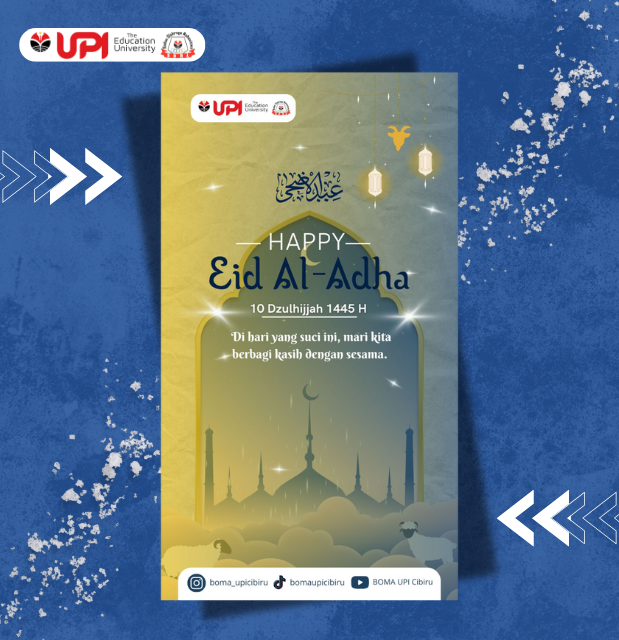 UPI
The
Education
University
UPI
The
Education
University
عيد الأضحى
HAPPY
Eid Al-Adha
10 Dzulhijjah 1445 H
Di hari yang suci ini, mari kita
berbagi kasih dengan sesama.
boma_upicibiru bomaupicibiru BOMA UPI Cibiru